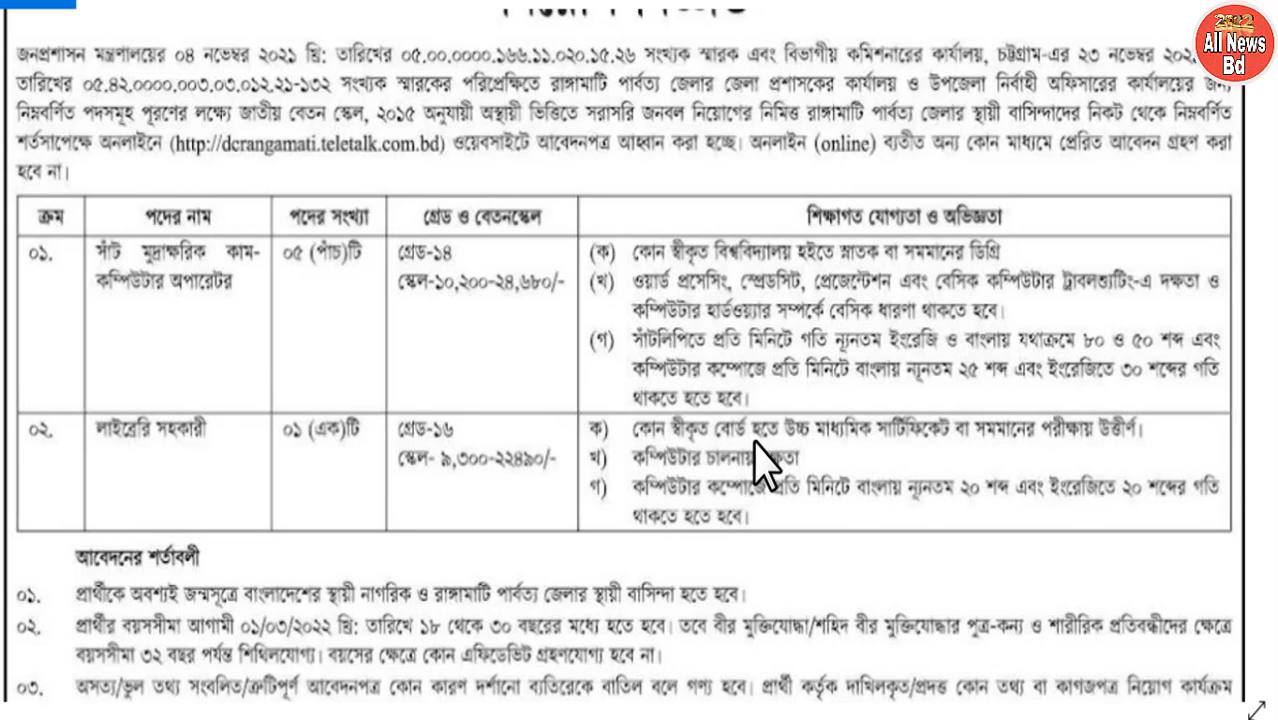 জনপ্রশাসন মন্ত্রণালয়ের ০৪ নভেম্বর ২০২১ খ্রি: তারিখের ০৫.০০.০০০০.১৬৬.১১.০২০.১৫.২৬ সংখ্যক স্মারক এবং বিভাগীয় কমিশনারের কার্যালয়, চট্টগ্রাম-এর ২৩ নভেম্বর
তারিখের ০৫.৪২.০০০০.০০৩.০৩.০১২.২১-১৩২ সংখ্যক স্মারকের পরিপ্রেক্ষিতে রাঙ্গামাটি পার্বত্য জেলার জেলা প্রশাসকের কার্যালয় ও উপজেলা নির্বাহী অফিসারের কার্যালয়ের জন্য
নিম্নবর্ণিত পদসমূহ পূরণের লক্ষ্যে জাতীয় বেতন স্কেল, ২০১৫ অনুযায়ী অস্থায়ী ভিত্তিতে সরাসরি জনবল নিয়োগের নিমিত্ত রাঙ্গামাটি পার্বত্য জেলার স্থায়ী বাসিন্দাদের নিকট থেকে নিম্নবর্ণিত
শর্তসাপেক্ষে অনলাইনে (http://dcrangamati.teletalk.com.bd) ওয়েবসাইটে আবেদনপত্র আহ্বান করা হচ্ছে। অনলাইন (online) ব্যতীত অন্য কোন মাধ্যমে প্রেরিত আবেদন গ্রহণ করা
হবে না।
ক্রম পদের নাম পদের সংখ্যা গ্রেড ও বেতনস্কেল শিক্ষাগত যোগ্যতা ও অভিজ্ঞতা
০১. সাঁট মুদ্রাক্ষরিক কাম- ০৫ (পাঁচ)টি গ্রেড-১৪ (ক) কোন স্বীকৃত বিশ্ববিদ্যালয় হইতে স্নাতক বা সমমানের ডিগ্রি
কম্পিউটার অপারেটর স্কেল-১০,২০০-২৪,৬৮০/- (খ) ওয়ার্ড প্রসেসিং, স্প্রেডসিট, প্রেজেন্টেশন এবং বেসিক কম্পিউটার ট্রাবলশ্যুটিং-এ দক্ষতা ও
কম্পিউটার হার্ডওয়্যার সম্পর্কে বেসিক ধারণা থাকতে হবে।
(গ) সাঁটলিপিতে প্রতি মিনিটে গতি ন্যূনতম ইংরেজি ও বাংলায় যথাক্রমে ৮০ ও ৫০ শব্দ এবং
কম্পিউটার কম্পোজে প্রতি মিনিটে বাংলায় ন্যূনতম ২৫ শব্দ এবং ইংরেজিতে ৩০ শব্দের গতি
থাকতে হতে হবে।
০২. লাইব্রেরি সহকারী ০১ (এক)টি গ্রেড-১৬ ক) কোন স্বীকৃত বোর্ড হতে উচ্চ মাধ্যমিক সার্টিফিকেট বা সমমানের পরীক্ষায় উত্তীর্ণ।
স্কেল- ৯,৩০০-২২৪৯০/- খ) কম্পিউটার চালনায়
গ) কম্পিউটার কম্পোজে প্রতি মিনিটে বাংলায় ন্যূনতম ২০ শব্দ এবং ইংরেজিতে ২০ শব্দের গতি
থাকতে হতে হবে।
আবেদনের শর্তাবলী
০১. প্রার্থীকে অবশ্যই জন্মসূত্রে বাংলাদেশের স্থায়ী নাগরিক ও রাঙ্গামাটি পার্বত্য জেলার স্থায়ী বাসিন্দা হতে হবে।
০২. প্রার্থীর বয়সসীমা আগামী ০১/০৩/২০২২ খ্রি: তারিখে ১৮ থেকে ৩০ বছরের মধ্যে হতে হবে। তবে বীর মুক্তিযোদ্ধা/শহিদ বীর মুক্তিযোদ্ধার পুত্র-কন্য ও শারীরিক প্রতিবন্ধীদের ক্ষেত্রে
বয়সসীমা ৩২ বছর পর্যন্ত শিথিলযোগ্য। বয়সের ক্ষেত্রে কোন এফিডেভিট গ্রহণযোগ্য হবে না।
০৩. অসত্য/ভুল তথ্য সংবলিত/ত্রুটিপূর্ণ আবেদনপত্র কোন কারণ দর্শানো ব্যতিরেকে বাতিল বলে গণ্য হবে। প্রার্থী কর্তৃক দাখিলকৃত/প্রদত্ত কোন তথ্য বা কাগজপত্র নিয়োগ কার্যক্রম
All News
Bd